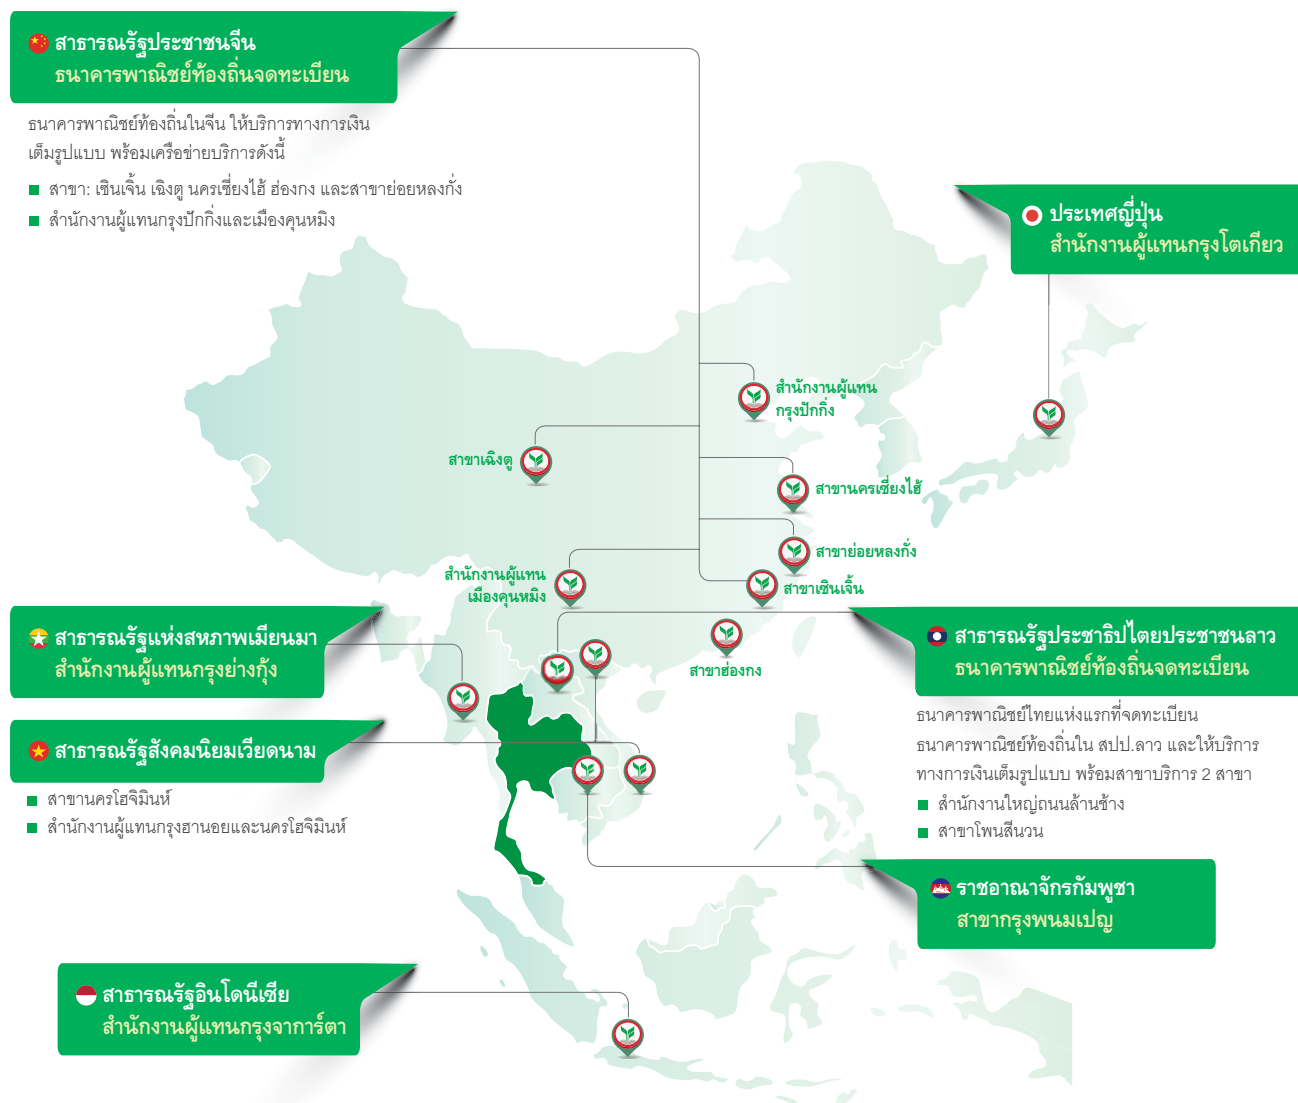 สาธารณรัฐประชาชนจีน
ธนาคารพาณิชย์ท้องถิ่นจดทะเบียน
ธนาคารพาณิชย์ท้องถิ่นในจีน ให้บริการทางการเงิน
เต็มรูปแบบ พร้อมเครือข่ายบริการดังนี้
สาขา: เซินเจิ้น เฉิงตู นครเซี่ยงไฮ้ ฮ่องกง และสาขาย่อยหลงกั่ง
สำนักงานผู้แทนกรุงปักกิ่งและเมืองคุนหมิง
ประเทศญี่ปุ่น
สำนักงานผู้แทนกรุงโตเกียว
สำนักงานผู้แทน
กรุงปักกิ่ง
สาขาเฉิงตู
สาขานครเซี่ยงไฮ้
สาขาย่อยหลงกั่ง
สำนักงานผู้แทน
เมืองคุนหมิง
สาขาเซินเจิ้น
สาขาฮ่องกง
สาธารณรัฐแห่งสหภาพเมียนมา
สำนักงานผู้แทนกรุงย่างกุ้ง
สาธารณรัฐสังคมนิยมเวียดนาม
สาขานครโฮจิมินห์
สำนักงานผู้แทนกรุงฮานอยและนครโฮจิมินห์
สาธารณรัฐประชาธิปไตยประชาชนลาว
ธนาคารพาณิชย์ท้องถิ่นจดทะเบียน
ธนาคารพาณิชย์ไทยแห่งแรกที่จดทะเบียน
ธนาคารพาณิชย์ท้องถิ่นใน สปป.ลาว และให้บริการ
ทางการเงินเต็มรูปแบบ พร้อมสาขาบริการ 2 สาขา
สำนักงานใหญ่ถนนล้านช้าง
สาขาโพนสีนวน
ราชอาณาจักรกัมพูชา
สาขากรุงพนมเปญ
สาธารณรัฐอินโดนีเซีย
สำนักงานผู้แทนกรุงจาการ์ตา